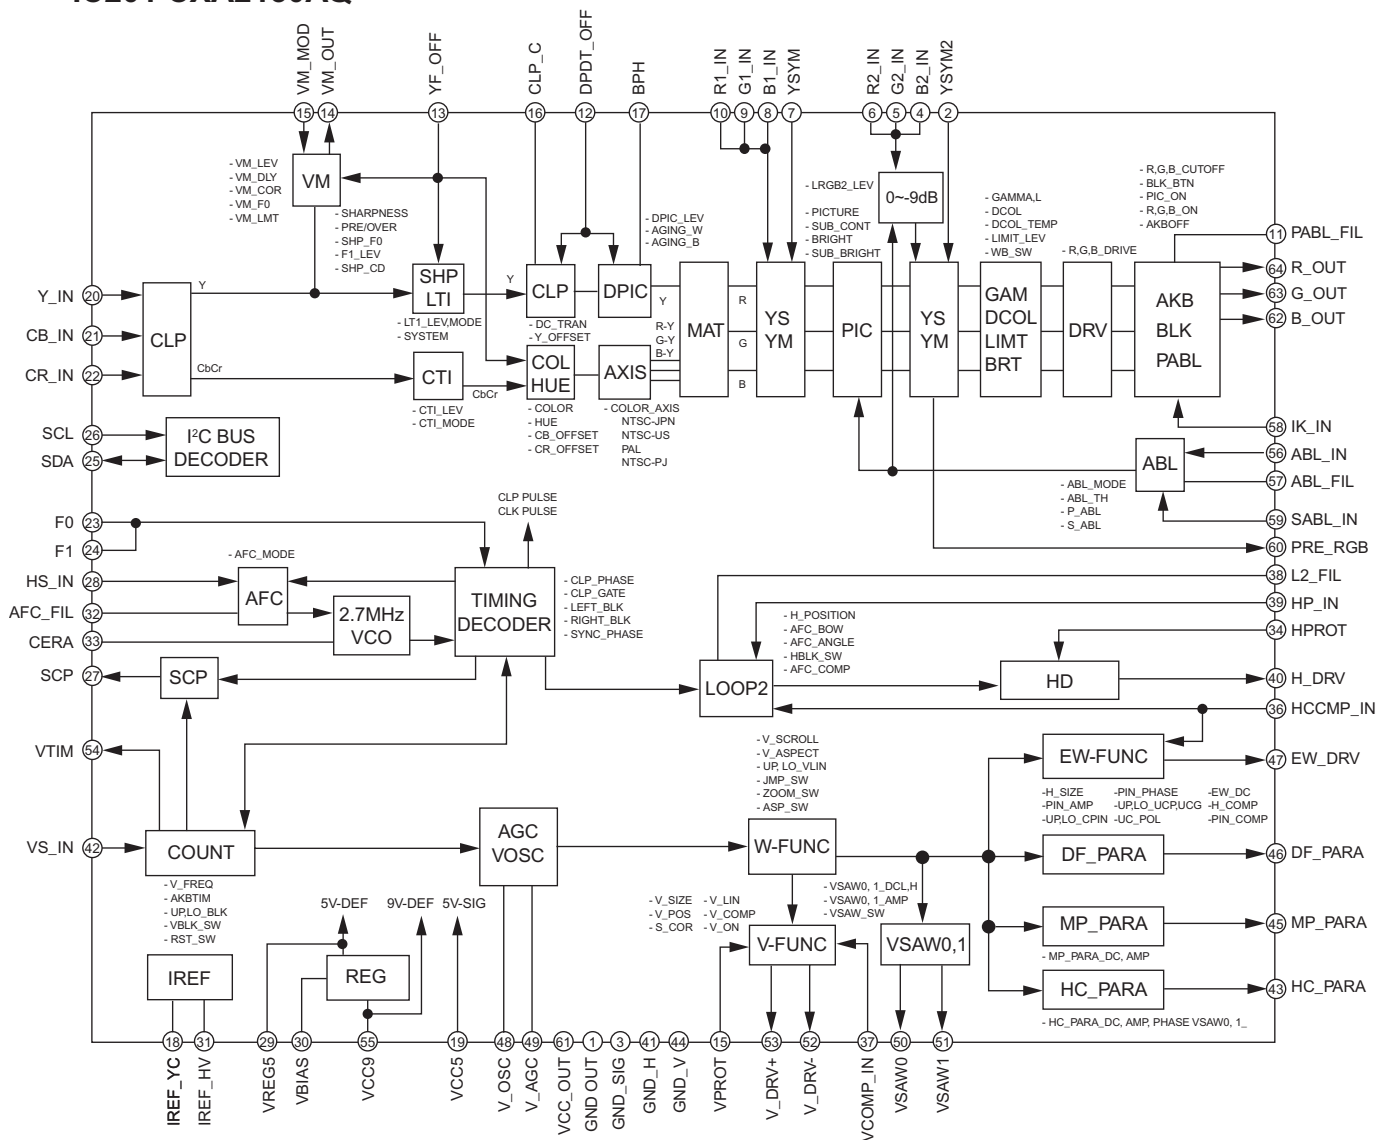 VM_MOD
VM_OUT
YF_OFF
CLP_C
DPDT_OFF
BPH
R1_IN
G1_IN
B1_IN
YSYM
R2_IN
G2_IN
B2_IN
YSYM2
15
14
13
16
12
17
10
9
8
7
6
5
4
2
- VM_LEV
- VM_DLY
- VM_COR
- VM_F0
- VM_LMT
VM
- SHARPNESS
- PRE/OVER
- SHP_F0
- F1_LEV
- SHP_CD
- DPIC_LEV
- AGING_W
- AGING_B
- LRGB2_LEV
0~-9dB
- PICTURE
- SUB_CONT
- BRIGHT
- SUB_BRIGHT
- GAMMA,L
- DCOL
- DCOL_TEMP
- LIMIT_LEV
- WB_SW
- R,G,B_DRIVE
- R,G,B_CUTOFF
- BLK_BTN
- PIC_ON
- R,G,B_ON
- AKBOFF
11 PABL_FIL
64 R_OUT
63 G_OUT
62 B_OUT
Y_IN 20
CB_IN 21
CR_IN 22
CLP
Y
CbCr
SHP
LTI
- LT1_LEV,MODE
- SYSTEM
CTI
- CTI_LEV
- CTI_MODE
CbCr
Y
CLP
- DC_TRAN
- Y_OFFSET
DPIC
COL
HUE
- COLOR
- HUE
- CB_OFFSET
- CR_OFFSET
AXIS
- COLOR_AXIS
NTSC-JPN
NTSC-US
PAL
NTSC-PJ
Y
R-Y
G-Y
B-Y
MAT
R
G
B
YS
YM
PIC
YS
YM
GAM
DCOL
LIMT
BRT
DRV
AKB
BLK
PABL
SCL 26
SDA 25
I²C BUS
DECODER
58 IK_IN
56 ABL_IN
57 ABL_FIL
59 SABL_IN
60 PRE_RGB
38 L2_FIL
39 HP_IN
34 HPROT
40 H_DRV
36 HCCMP_IN
47 EW_DRV
46 DF_PARA
45 MP_PARA
43 HC_PARA
ABL
- ABL_MODE
- ABL_TH
- P_ABL
- S_ABL
CLP PULSE
CLK PULSE
F0 23
F1 24
HS_IN 28
AFC_FIL 32
CERA 33
SCP 27
VTIM 54
VS_IN 42
- AFC_MODE
AFC
2.7MHz
VCO
TIMING
DECODER
- CLP_PHASE
- CLP_GATE
- LEFT_BLK
- RIGHT_BLK
- SYNC_PHASE
SCP
- H_POSITION
- AFC_BOW
- AFC_ANGLE
- HBLK_SW
- AFC_COMP
LOOP2
HD
- V_SCROLL
- V_ASPECT
- UP, LO_VLIN
- JMP_SW
- ZOOM_SW
- ASP_SW
EW-FUNC
-H_SIZE -PIN_PHASE -EW_DC
-PIN_AMP -UP,LO_UCP,UCG -H_COMP
-UP,LO_CPIN -UC_POL -PIN_COMP
COUNT
- V_FREQ
- AKBTIM
- UP,LO_BLK
- VBLK_SW
- RST_SW
AGC
VOSC
W-FUNC
DF_PARA
- V_SIZE - V_LIN
- V_POS - V_COMP
- S_COR - V_ON
- VSAW0, 1_DCL,H
- VSAW0, 1_AMP
- VSAW_SW
V-FUNC
VSAW0,1
MP_PARA
- MP_PARA_DC, AMP
HC_PARA
- HC_PARA_DC, AMP, PHASE VSAW0, 1_
5V-DEF
9V-DEF
5V-SIG
IREF
REG
18
31
29
30
55
19
48
49
61
1
3
41
44
15
53
52
37
50
51
IREF_YC
IREF_HV
VREG5
VBIAS
VCC9
VCC5
V_OSC
V_AGC
VCC_OUT
GND OUT
GND_SIG
GND_H
GND_V
VPROT
V_DRV+
V_DRV-
VCOMP_IN
VSAW0
VSAW1